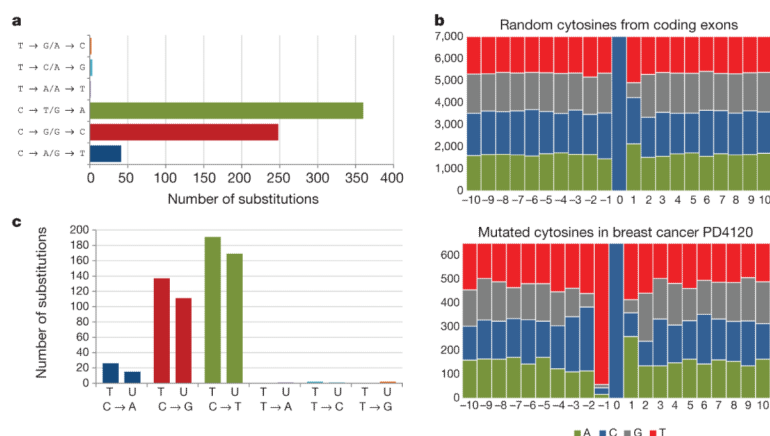 a
T → G/A → C
T → C/A → G
T → A/A → T
C → T/G → A
C → G/G → C
C → A/G → T
0 50 100 150 200 250 300 350 400
Number of substitutions
b
Random cytosines from coding exons
7,000
6,000
5,000
4,000
3,000
2,000
1,000
0
−10 −9 −8 −7 −6 −5 −4 −3 −2 −1 0 1 2 3 4 5 6 7 8 9 10
Mutated cytosines in breast cancer PD4120
600
500
400
300
200
100
0
−10 −9 −8 −7 −6 −5 −4 −3 −2 −1 0 1 2 3 4 5 6 7 8 9 10
A C G T
c
Number of substitutions
200
180
160
140
120
100
80
60
40
20
0
T U T U T U T U T U T U
C → A C → G C → T T → A T → C T → G